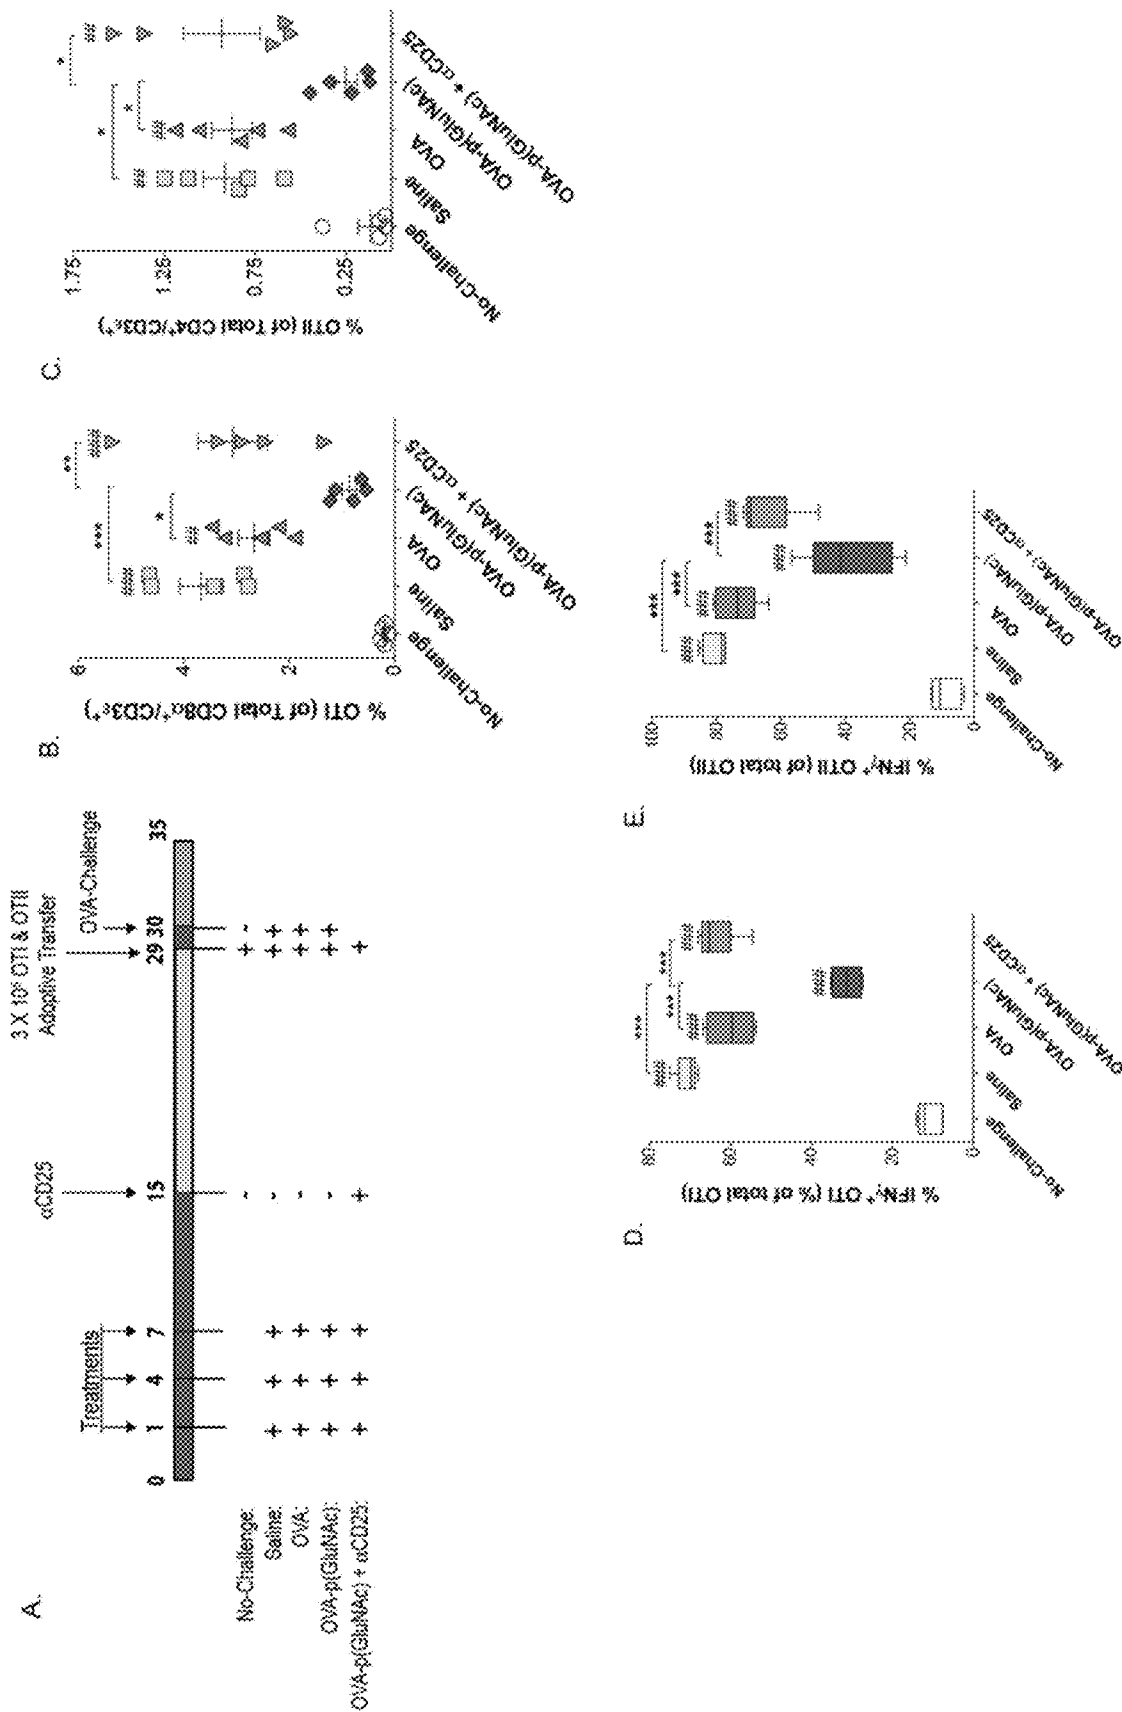 A.
3 X 10⁵ OTI & OTII
Adoptive Transfer
Treatments
αCD25
OVA-Challenge
0 1 4 7 15 29 30 35
No-Challenge: - + -
Saline: + + + - + +
OVA: + + + - + +
OVA-p(GluNAc): + + + - + +
OVA-p(GluNAc) + αCD25: + + + + +
B.
% OTI (of Total CD8α⁺/CD3ε⁺)
6
4
2
0
***
*
**
###
##
###
No-Challenge
Saline
OVA
OVA-p(GluNAc)
OVA-p(GluNAc) + αCD25
C.
% OTII (of Total CD4⁺/CD3ε⁺)
1.75
1.25
0.75
0.25
*
*
*
###
##
###
No-Challenge
Saline
OVA
OVA-p(GluNAc)
OVA-p(GluNAc) + αCD25
D.
% IFNγ⁺ OTI (% of total OTI)
80
60
40
20
0
***
***
***
###
###
###
###
No-Challenge
Saline
OVA
OVA-p(GluNAc)
OVA-p(GluNAc) + αCD25
E.
% IFNγ⁺ OTII (of total OTII)
100
80
60
40
20
0
***
***
***
###
###
###
###
No-Challenge
Saline
OVA
OVA-p(GluNAc)
OVA-p(GluNAc) + αCD25